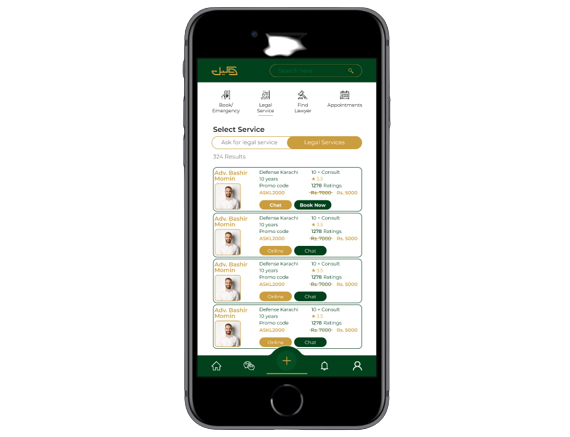 وکالیل
Search here
Book/
Emergency
Legal
Service
Find
Lawyer
Appointments
Select Service
Ask for legal service
Legal Services
324 Results
Adv. Bashir
Momin
Defense Karachi
10 + Consult
10 years
★ 3.5
Promo code
1278 Ratings
ASKL2000
Rs. 7000
Rs. 5000
Chat
Book Now
Adv. Bashir
Momin
Defense Karachi
10 + Consult
10 years
★ 3.5
Promo code
1278 Ratings
ASKL2000
Rs. 7000
Rs. 5000
Online
Chat
Adv. Bashir
Momin
Defense Karachi
10 + Consult
10 years
★ 3.5
Promo code
1278 Ratings
ASKL2000
Rs. 7000
Rs. 5000
Online
Chat
Adv. Bashir
Momin
Defense Karachi
10 + Consult
10 years
★ 3.5
Promo code
1278 Ratings
ASKL2000
Rs. 7000
Rs. 5000
Online
Chat